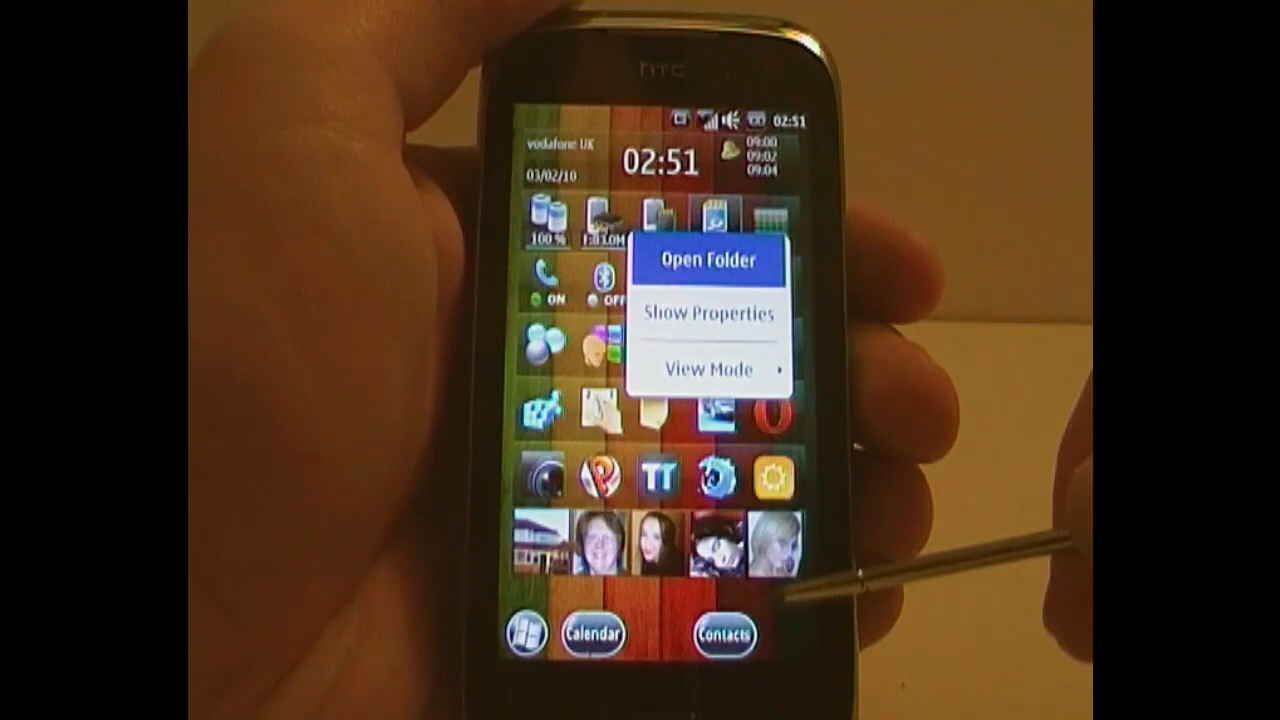 hTC
02:51
vodafone UK
02:51
09:00
09:02
09:04
03/02/10
100 %
Open Folder
ON
OFF
Show Properties
View Mode
TT
Calendar
Contacts